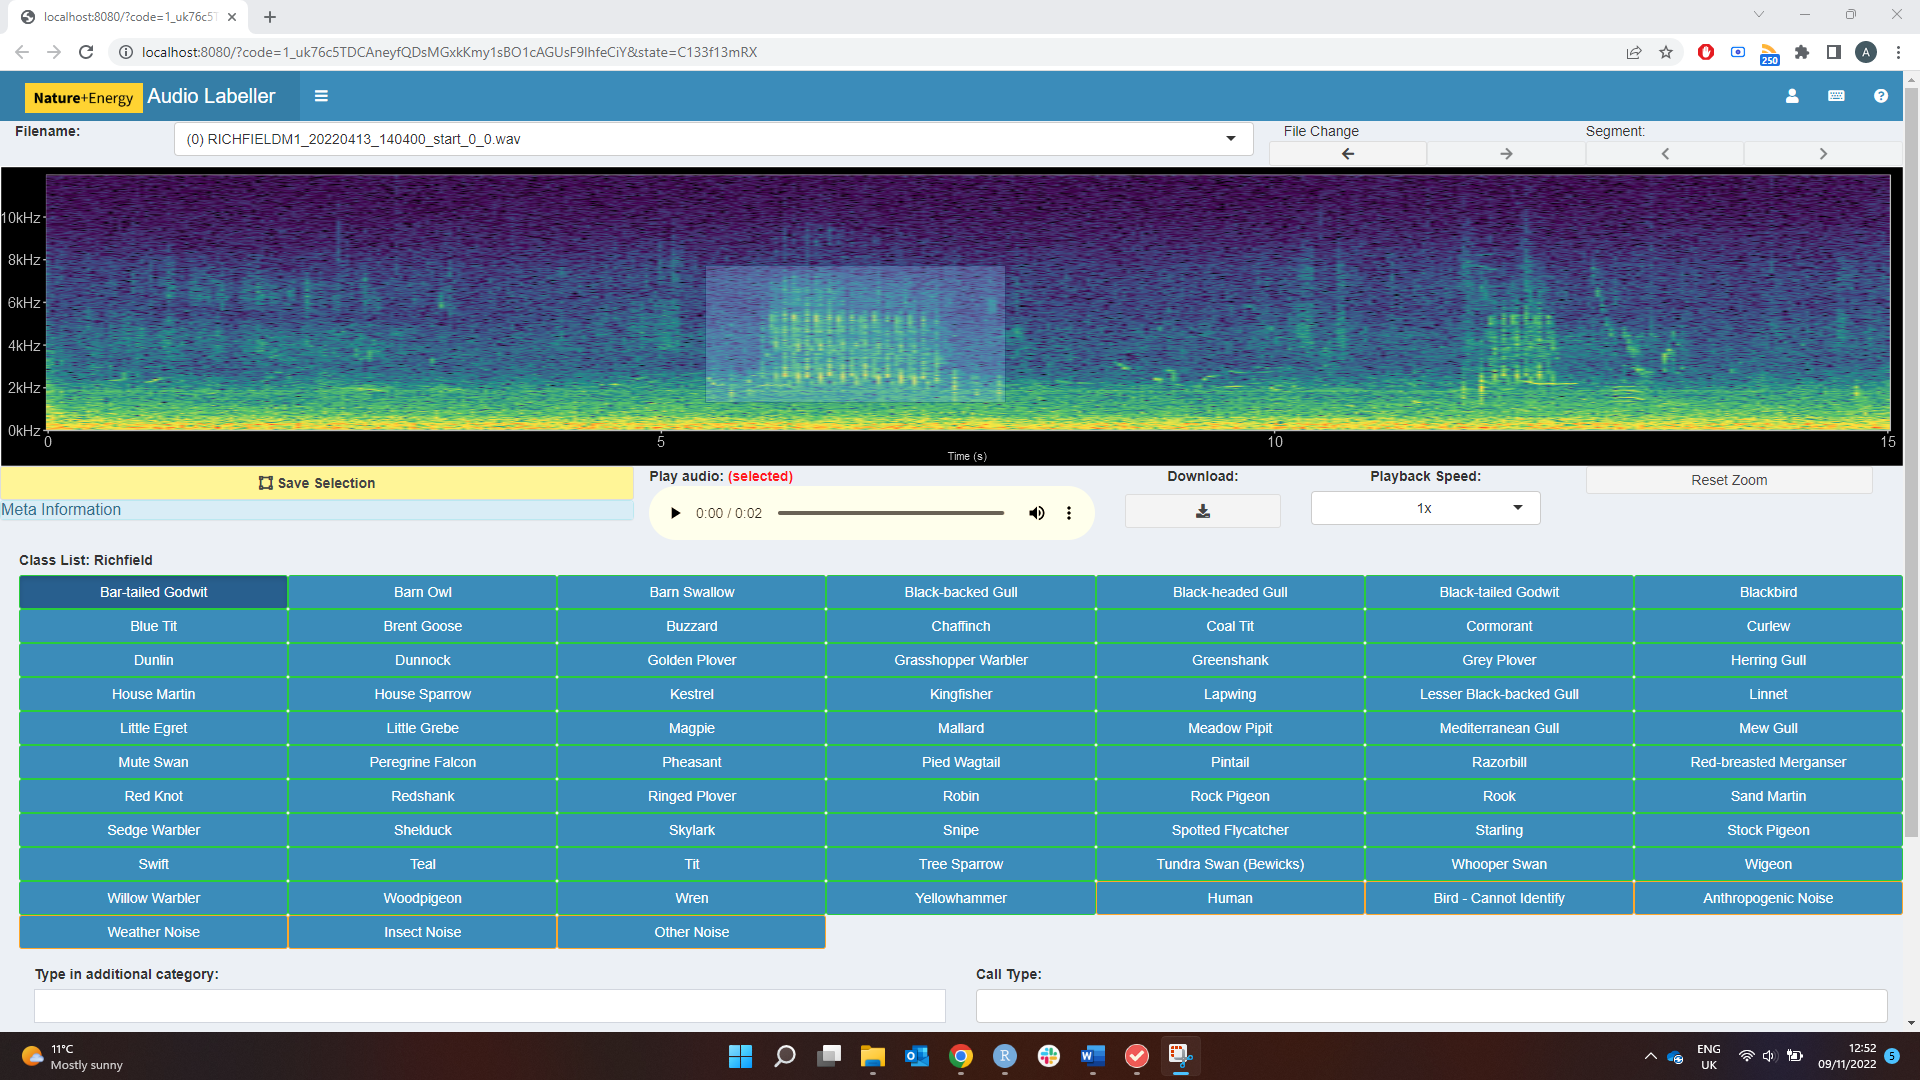 localhost:8080/?code=1_uk76c5T
localhost:8080/?code=1_uk76c5TDCAneyfQDsMGxkKmy1sBO1cAGUsF9IhfeCiY&state=C133f13mRX
250
A
Nature+Energy Audio Labeller
Filename:
(0) RICHFIELDM1_20220413_140400_start_0_0.wav
File Change
Segment:
10kHz
8kHz
6kHz
4kHz
2kHz
0kHz
0 5 10 15
Time (s)
Save Selection
Meta Information
Play audio: (selected)
0:00 / 0:02
Download:
Playback Speed:
1x
Reset Zoom
Class List: Richfield
Bar-tailed Godwit Barn Owl Barn Swallow Black-backed Gull Black-headed Gull Black-tailed Godwit Blackbird
Blue Tit Brent Goose Buzzard Chaffinch Coal Tit Cormorant Curlew
Dunlin Dunnock Golden Plover Grasshopper Warbler Greenshank Grey Plover Herring Gull
House Martin House Sparrow Kestrel Kingfisher Lapwing Lesser Black-backed Gull Linnet
Little Egret Little Grebe Magpie Mallard Meadow Pipit Mediterranean Gull Mew Gull
Mute Swan Peregrine Falcon Pheasant Pied Wagtail Pintail Razorbill Red-breasted Merganser
Red Knot Redshank Ringed Plover Robin Rock Pigeon Rook Sand Martin
Sedge Warbler Shelduck Skylark Snipe Spotted Flycatcher Starling Stock Pigeon
Swift Teal Tit Tree Sparrow Tundra Swan (Bewicks) Whooper Swan Wigeon
Willow Warbler Woodpigeon Wren Yellowhammer Human Bird - Cannot Identify Anthropogenic Noise
Weather Noise Insect Noise Other Noise
Type in additional category:
Call Type:
11°C
Mostly sunny
ENG
UK
12:52
09/11/2022
5